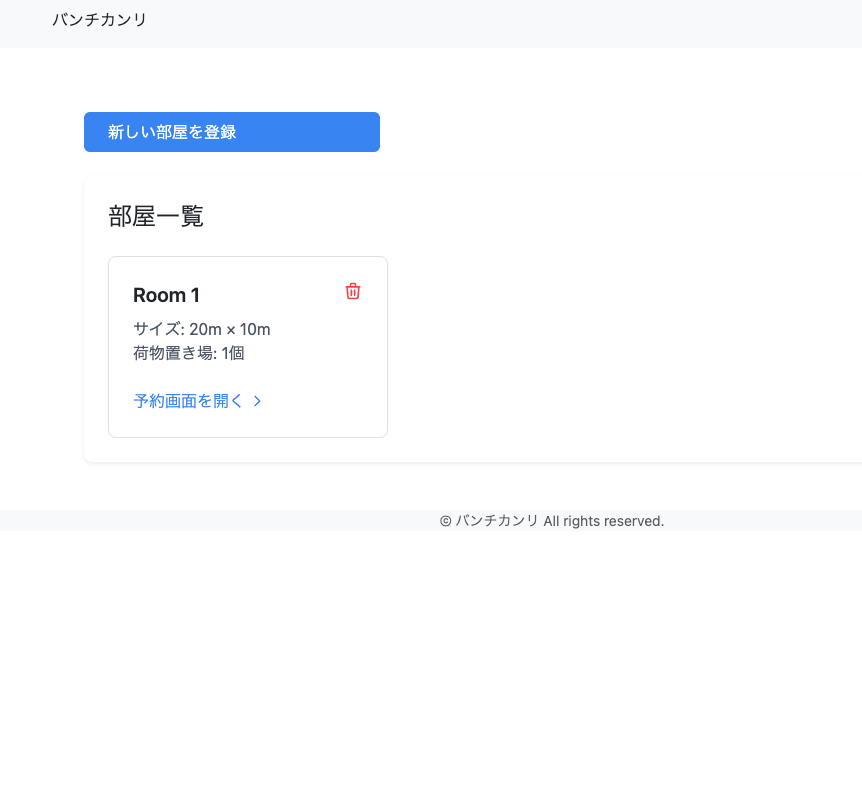 バンチカンリ
新しい部屋を登録
部屋一覧
Room 1
サイズ: 20m × 10m
荷物置き場: 1個
予約画面を開く
© バンチカンリ All rights reserved.